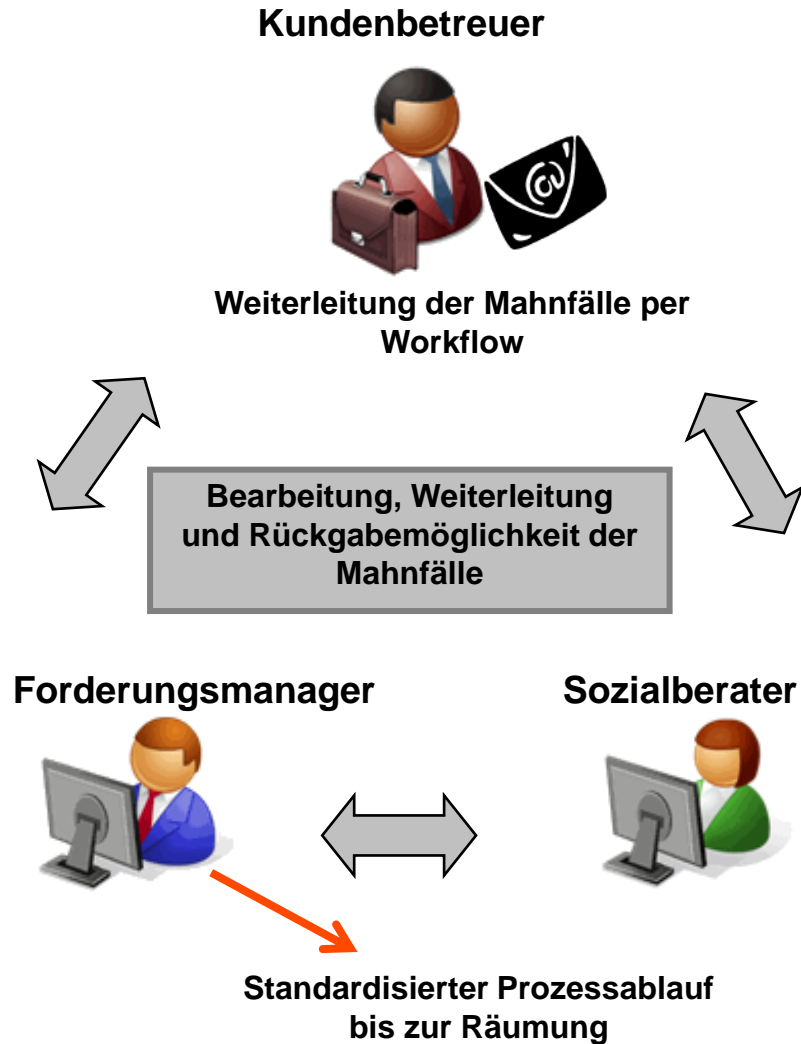 Kundenbetreuer
Weiterleitung der Mahnfälle per
Workflow
Bearbeitung, Weiterleitung
und Rückgabemöglichkeit der
Mahnfälle
Forderungsmanager
Sozialberater
Standardisierter Prozessablauf
bis zur Räumung